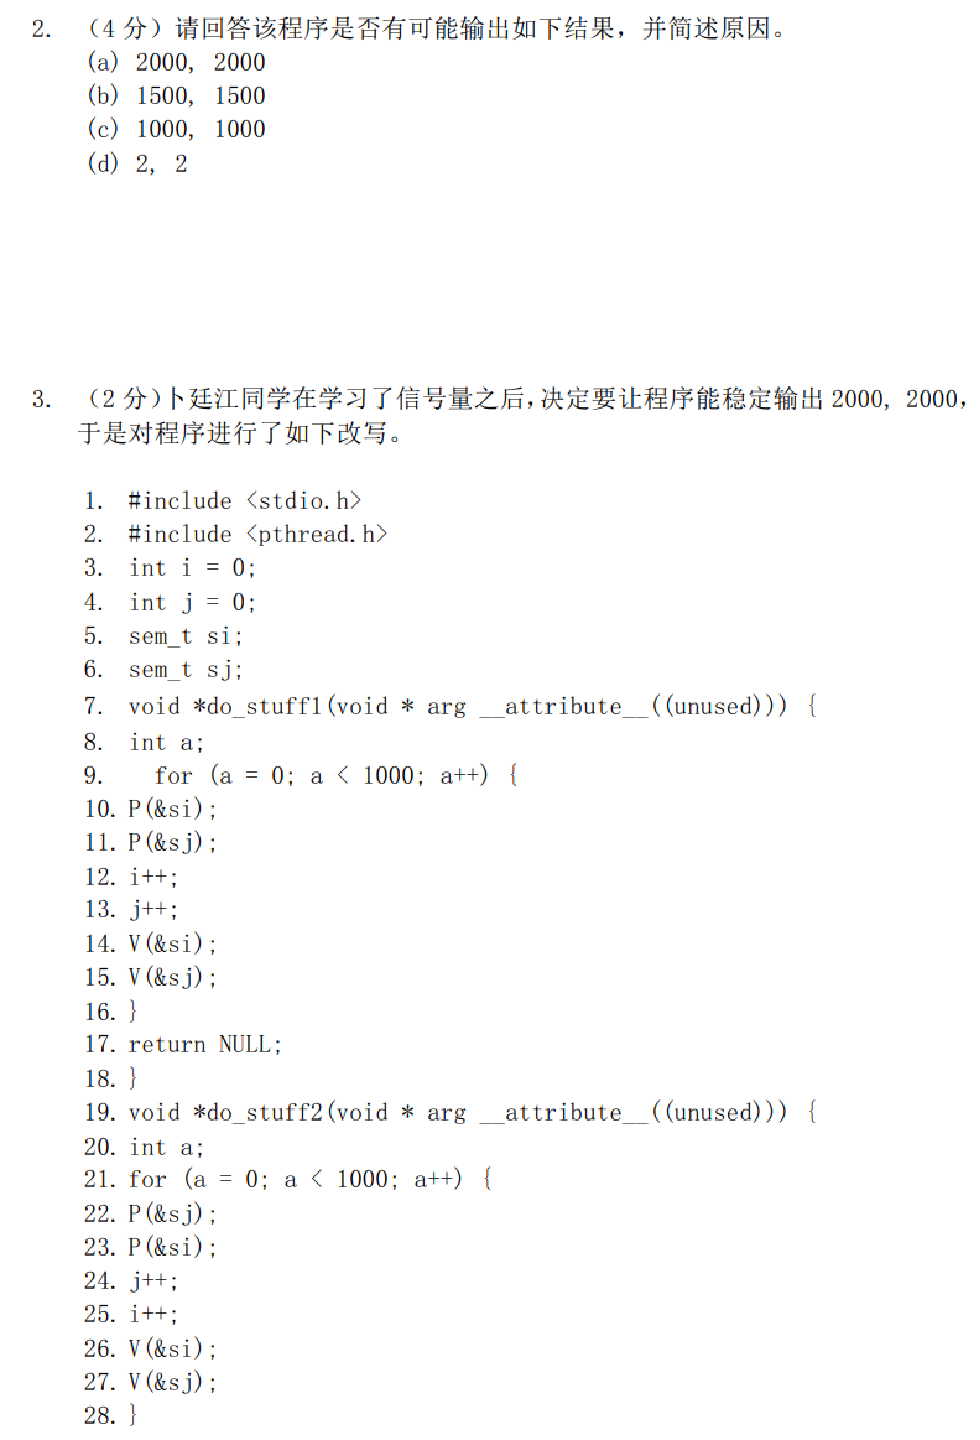 2. （4 分）请回答该程序是否有可能输出如下结果，并简述原因。
(a) 2000, 2000
(b) 1500, 1500
(c) 1000, 1000
(d) 2, 2
3. （2 分）卜廷江同学在学习了信号量之后，决定要让程序能稳定输出 2000, 2000，
于是对程序进行了如下改写。
1. #include <stdio.h>
2. #include <pthread.h>
3. int i = 0;
4. int j = 0;
5. sem_t si;
6. sem_t sj;
7. void *do_stuff1(void * arg __attribute__((unused))) {
8. int a;
9. for (a = 0; a < 1000; a++) {
10. P(&si);
11. P(&sj);
12. i++;
13. j++;
14. V(&si);
15. V(&sj);
16. }
17. return NULL;
18. }
19. void *do_stuff2(void * arg __attribute__((unused))) {
20. int a;
21. for (a = 0; a < 1000; a++) {
22. P(&sj);
23. P(&si);
24. j++;
25. i++;
26. V(&si);
27. V(&sj);
28. }